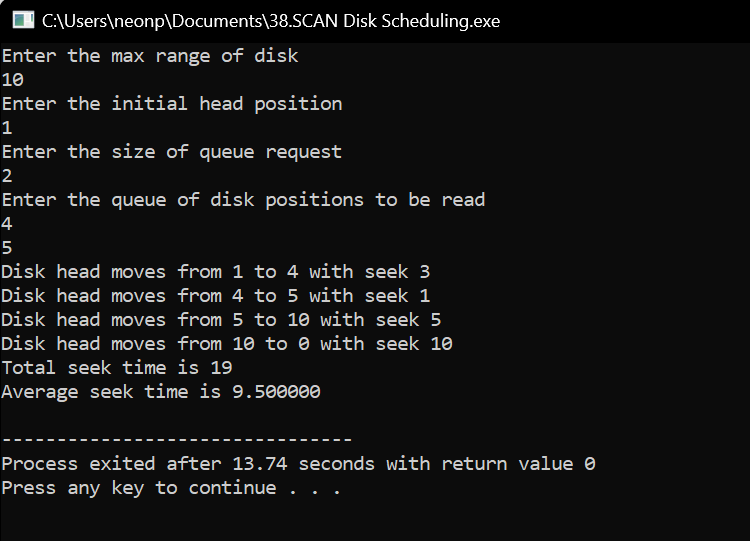 C:\Users\neonp\Documents\38.SCAN Disk Scheduling.exe
Enter the max range of disk
10
Enter the initial head position
1
Enter the size of queue request
2
Enter the queue of disk positions to be read
4
5
Disk head moves from 1 to 4 with seek 3
Disk head moves from 4 to 5 with seek 1
Disk head moves from 5 to 10 with seek 5
Disk head moves from 10 to 0 with seek 10
Total seek time is 19
Average seek time is 9.500000
--------------------------------
Process exited after 13.74 seconds with return value 0
Press any key to continue . . .